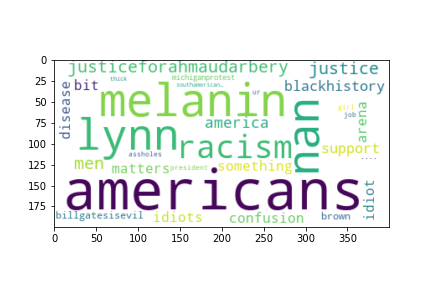 0
25
50
75
100
125
150
175
0 50 100 150 200 250 300 350
justiceforahmaudarbery
justice
thick
michiganprotest
bit
southamerican_
blackhistory
disease
melanin
ur
girl
job
lynn
america
nan
arena
racism
support
assholes
....
men
matters
president
something
americans
idiot
billgatesisevil
idiots
confusion
brown